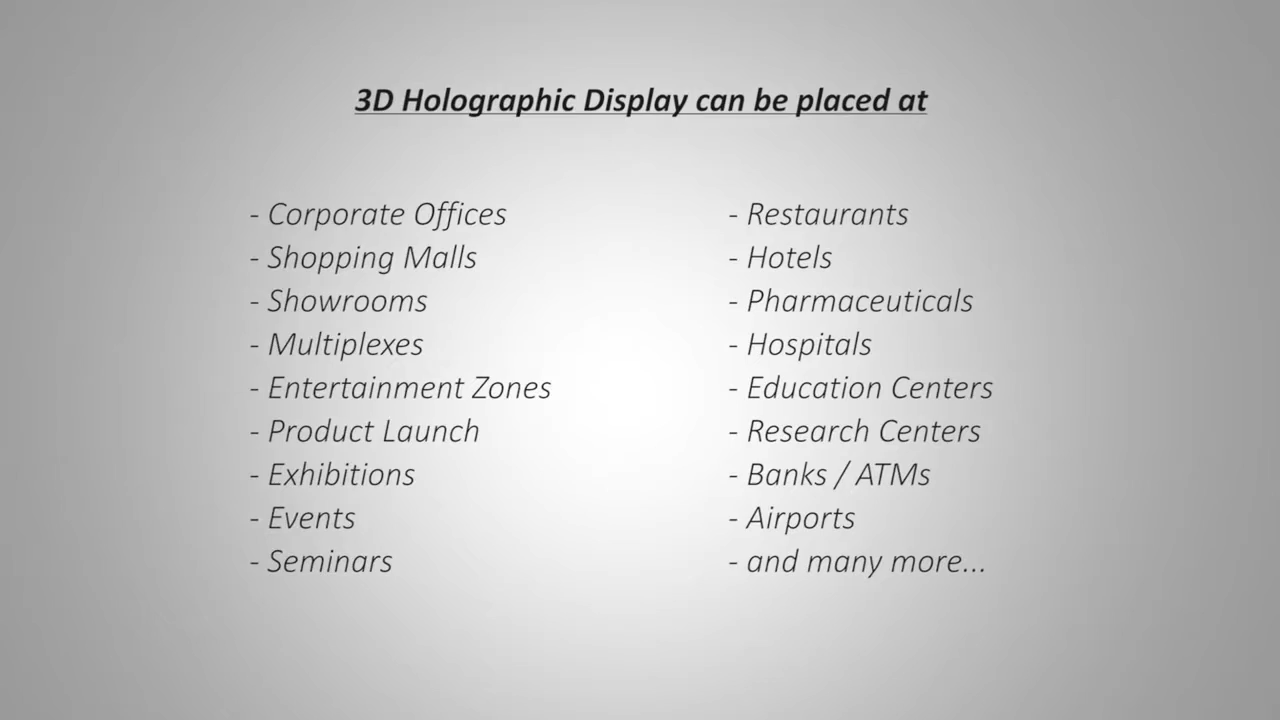 3D Holographic Display can be placed at
- Corporate Offices
- Shopping Malls
- Showrooms
- Multiplexes
- Entertainment Zones
- Product Launch
- Exhibitions
- Events
- Seminars
- Restaurants
- Hotels
- Pharmaceuticals
- Hospitals
- Education Centers
- Research Centers
- Banks / ATMs
- Airports
- and many more...